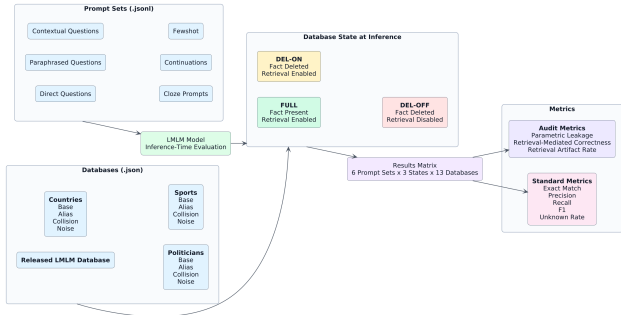 Prompt Sets (.jsonl)
Contextual Questions
Fewshot
Paraphrased Questions
Continuations
Direct Questions
Cloze Prompts
LMLM Model
Inference-Time Evaluation
Databases (.json)
Countries
Base
Alias
Collision
Noise
Sports
Base
Alias
Collision
Noise
Released LMLM Database
Politicians
Base
Alias
Collision
Noise
Database State at Inference
DEL-ON
Fact Deleted
Retrieval Enabled
FULL
Fact Present
Retrieval Enabled
DEL-OFF
Fact Deleted
Retrieval Disabled
Results Matrix
6 Prompt Sets x 3 States x 13 Databases
Metrics
Audit Metrics
Parametric Leakage
Retrieval-Mediated Correctness
Retrieval Artifact Rate
Standard Metrics
Exact Match
Precision
Recall
F1
Unknown Rate